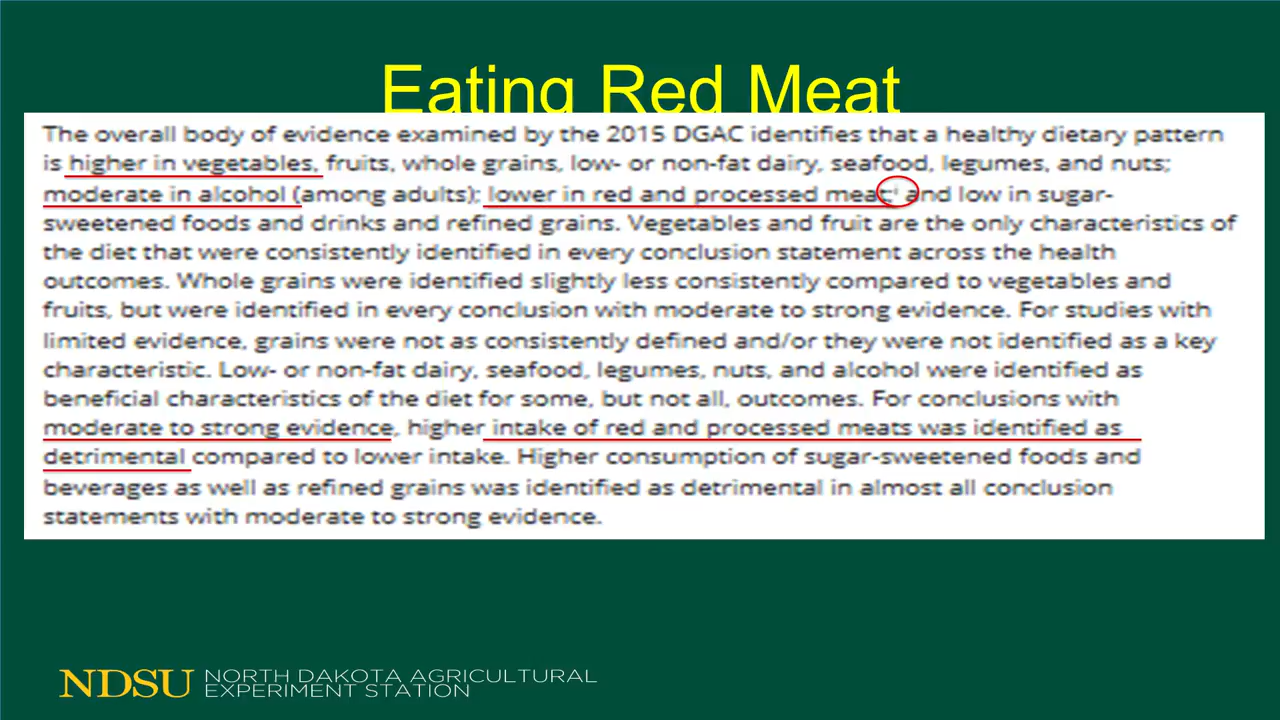 Eating Red Meat
The overall body of evidence examined by the 2015 DGAC identifies that a healthy dietary pattern
is higher in vegetables, fruits, whole grains, low- or non-fat dairy, seafood, legumes, and nuts;
moderate in alcohol (among adults); lower in red and processed meat;ⁱ and low in sugar-
sweetened foods and drinks and refined grains. Vegetables and fruit are the only characteristics of
the diet that were consistently identified in every conclusion statement across the health
outcomes. Whole grains were identified slightly less consistently compared to vegetables and
fruits, but were identified in every conclusion with moderate to strong evidence. For studies with
limited evidence, grains were not as consistently defined and/or they were not identified as a key
characteristic. Low- or non-fat dairy, seafood, legumes, nuts, and alcohol were identified as
beneficial characteristics of the diet for some, but not all, outcomes. For conclusions with
moderate to strong evidence, higher intake of red and processed meats was identified as
detrimental compared to lower intake. Higher consumption of sugar-sweetened foods and
beverages as well as refined grains was identified as detrimental in almost all conclusion
statements with moderate to strong evidence.
NDSU NORTH DAKOTA AGRICULTURAL
EXPERIMENT STATION